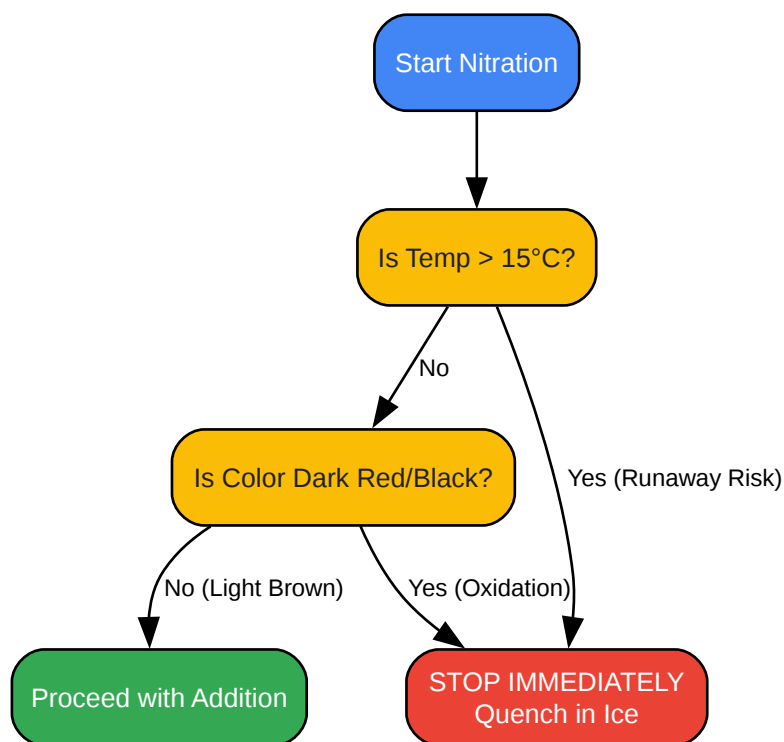 Start Nitration
Is Temp > 15°C?
No
Is Color Dark Red/Black?
Yes (Runaway Risk)
No (Light Brown)
Yes (Oxidation)
Proceed with Addition
STOP IMMEDIATELY
Quench in Ice